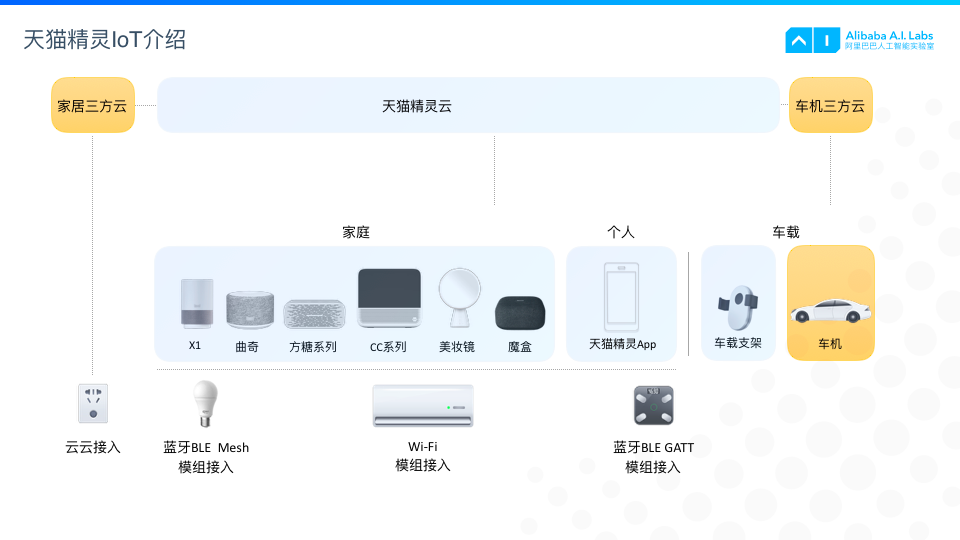 天猫精灵IoT介绍
Alibaba A.I. Labs
阿里巴巴人工智能实验室
家居三方云
天猫精灵云
车机三方云
家庭
个人
车载
X1
曲奇
方糖系列
CC系列
美妆镜
魔盒
天猫精灵App
车载支架
车机
云云接入
蓝牙BLE Mesh
模组接入
Wi-Fi
模组接入
蓝牙BLE GATT
模组接入